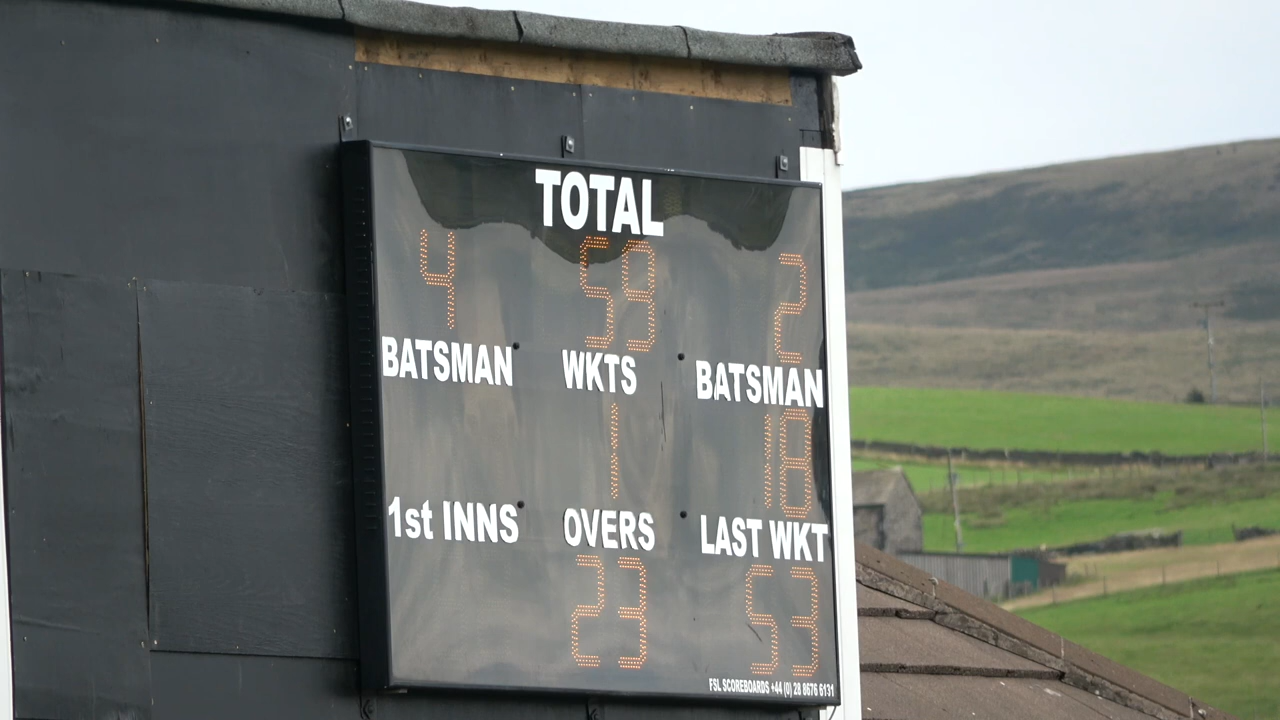 TOTAL
4 59 2
BATSMAN WKTS BATSMAN
1 18
1st INNS OVERS LAST WKT
23 53
FSL SCOREBOARDS +44 (0) 28 8676 6131